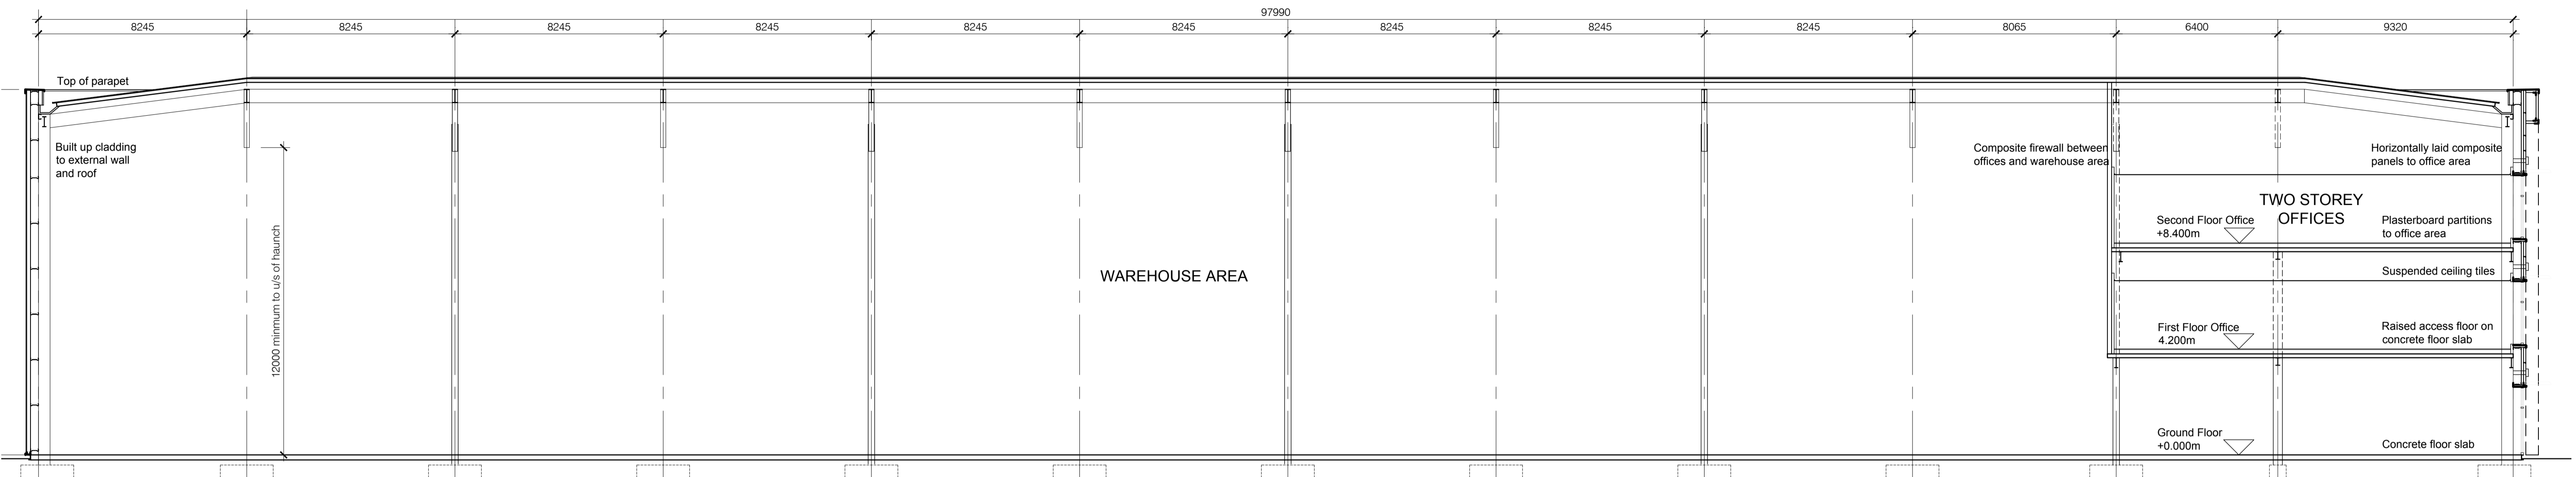 97990
8245
8245
8245
8245
8245
8245
8245
8245
8245
8065
6400
9320
Top of parapet
Built up cladding
to external wall
and roof
12000 minmum to u/s of haunch
WAREHOUSE AREA
Composite firewall between
offices and warehouse area
Horizontally laid composite
panels to office area
TWO STOREY
OFFICES
Second Floor Office
+8.400m
Plasterboard partitions
to office area
Suspended ceiling tiles
First Floor Office
4.200m
Raised access floor on
concrete floor slab
Ground Floor
+0.000m
Concrete floor slab